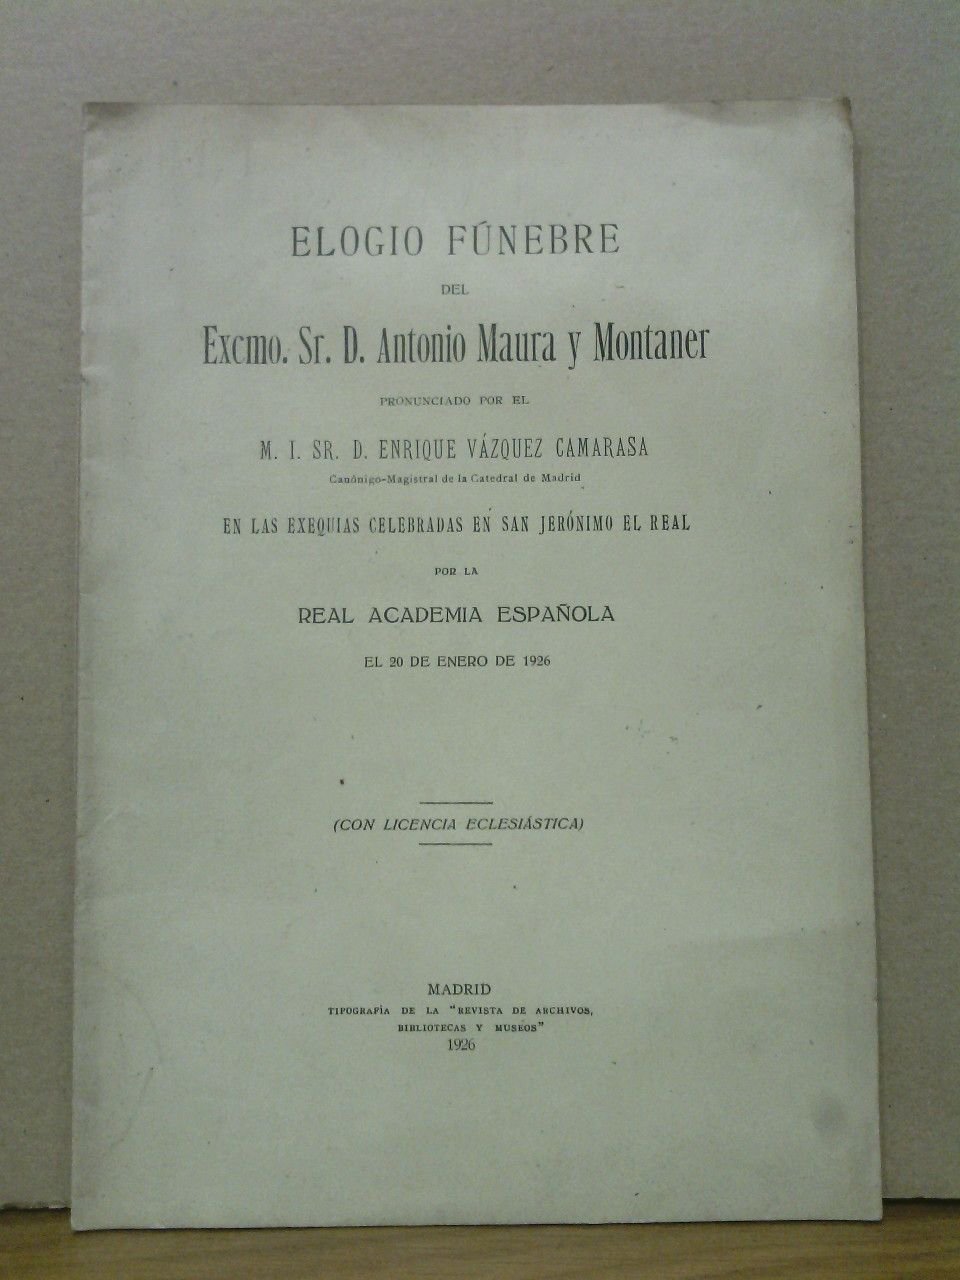 ELOGIO FÚNEBRE
DEL
Excmo. Sr. D. Antonio Maura y Montaner
PRONUNCIADO POR EL
M. I. SR. D. ENRIQUE VÁZQUEZ CAMARASA
Canónigo-Magistral de la Catedral de Madrid
EN LAS EXEQUIAS CELEBRADAS EN SAN JERÓNIMO EL REAL
POR LA
REAL ACADEMIA ESPAÑOLA
EL 20 DE ENERO DE 1926
(CON LICENCIA ECLESIÁSTICA)
MADRID
TIPOGRAFÍA DE LA "REVISTA DE ARCHIVOS,
BIBLIOTECAS Y MUSEOS"
1926